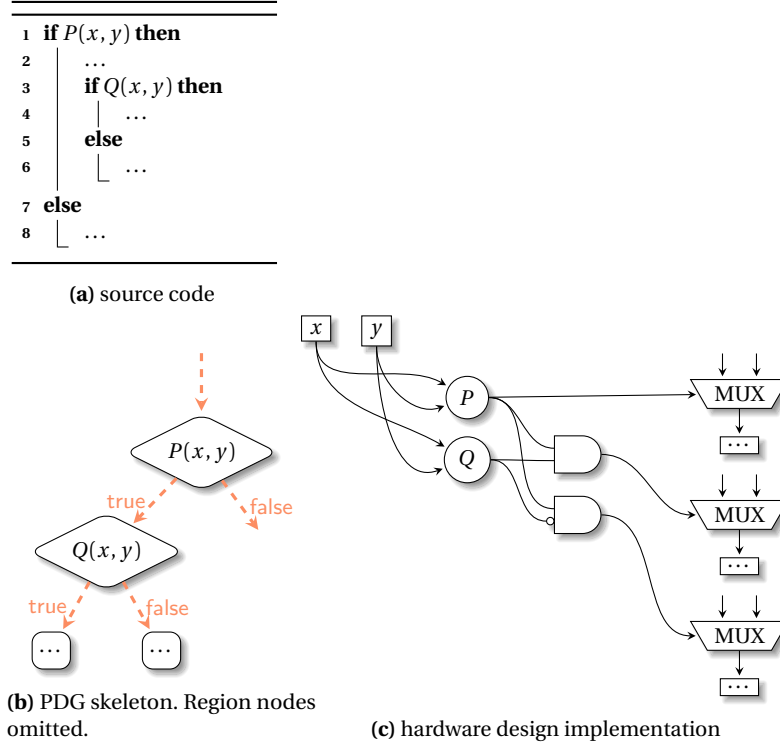 1 if P(x, y) then
2 ...
3 if Q(x, y) then
4 ...
5 else
6 ...
7 else
8 ...
(a) source code
P(x, y)
true
false
Q(x, y)
true
false
...
...
(b) PDG skeleton. Region nodes
omitted.
x
y
P
MUX
...
Q
MUX
...
MUX
...
(c) hardware design implementation